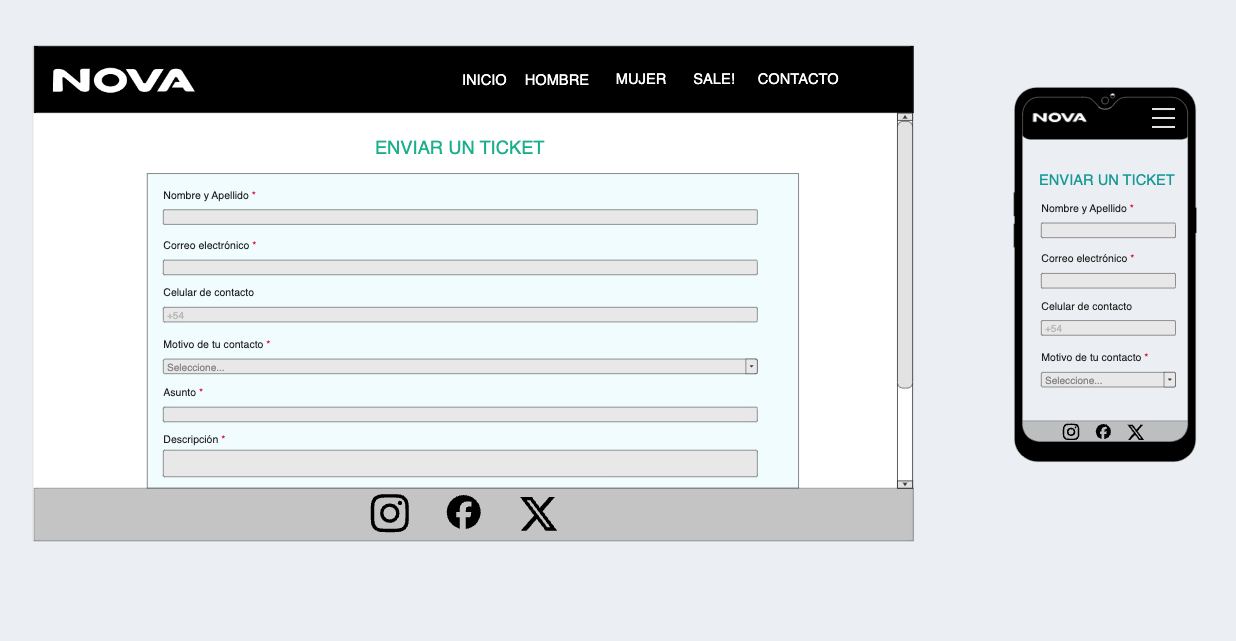 NOVA
INICIO HOMBRE MUJER SALE! CONTACTO
ENVIAR UN TICKET
Nombre y Apellido *
Correo electrónico *
Celular de contacto
+54
Motivo de tu contacto *
Seleccione...
Asunto *
Descripción *
NOVA
ENVIAR UN TICKET
Nombre y Apellido *
Correo electrónico *
Celular de contacto
+54
Motivo de tu contacto *
Seleccione...